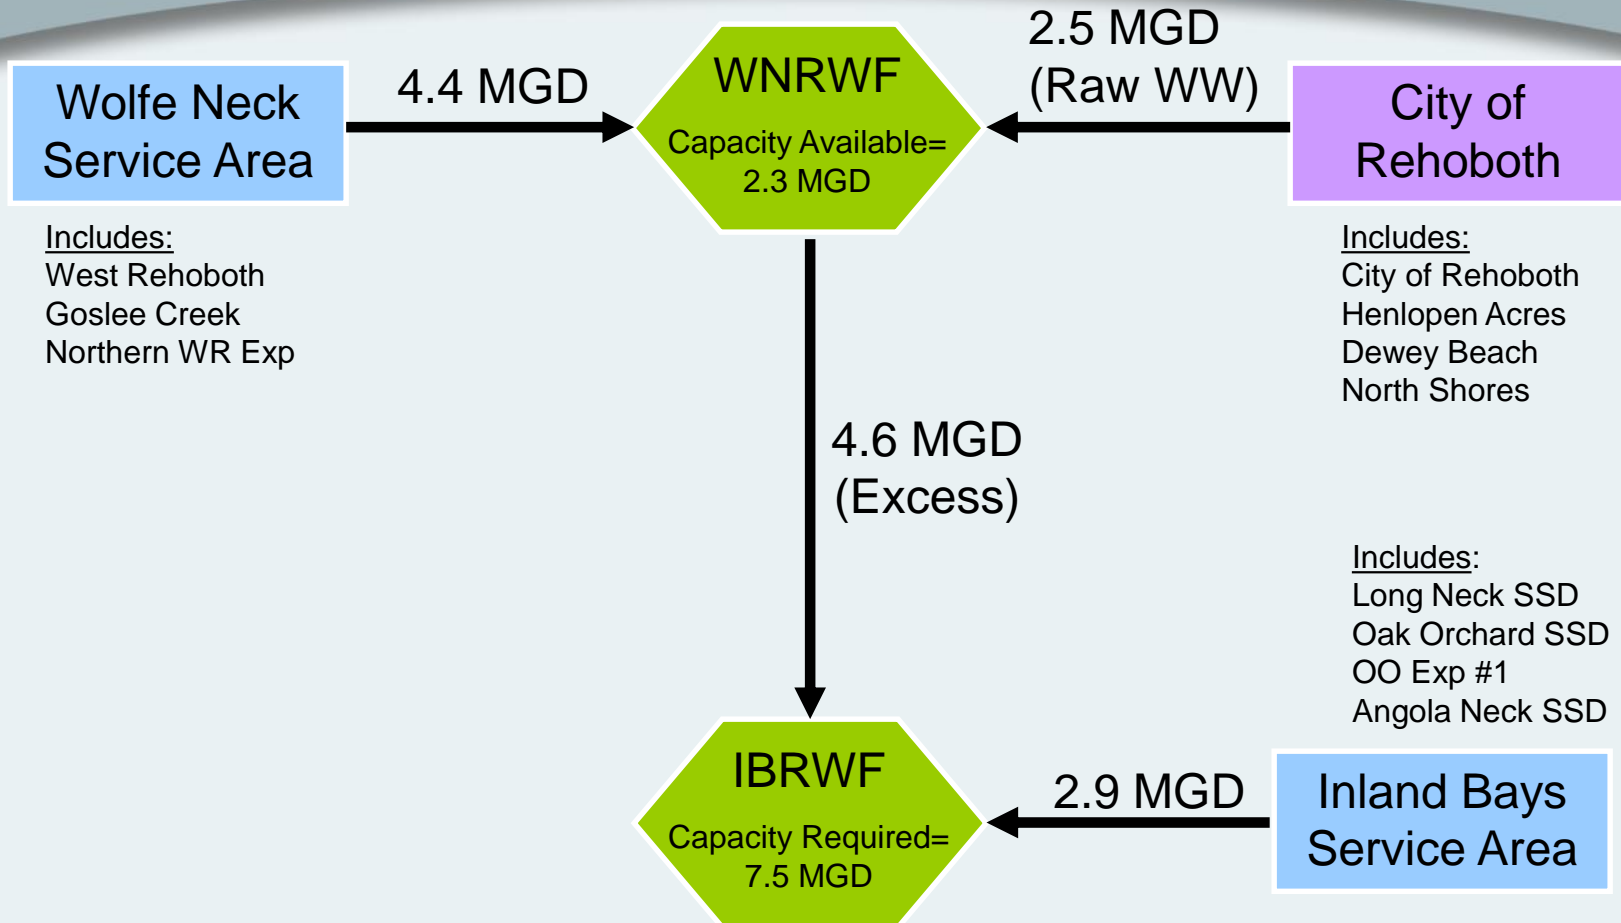 Wolfe Neck
Service Area
4.4 MGD
WNRWF
Capacity Available=
2.3 MGD
2.5 MGD
(Raw WW)
City of
Rehoboth
Includes:
West Rehoboth
Goslee Creek
Northern WR Exp
Includes:
City of Rehoboth
Henlopen Acres
Dewey Beach
North Shores
4.6 MGD
(Excess)
Includes:
Long Neck SSD
Oak Orchard SSD
OO Exp #1
Angola Neck SSD
IBRWF
Capacity Required=
7.5 MGD
2.9 MGD
Inland Bays
Service Area